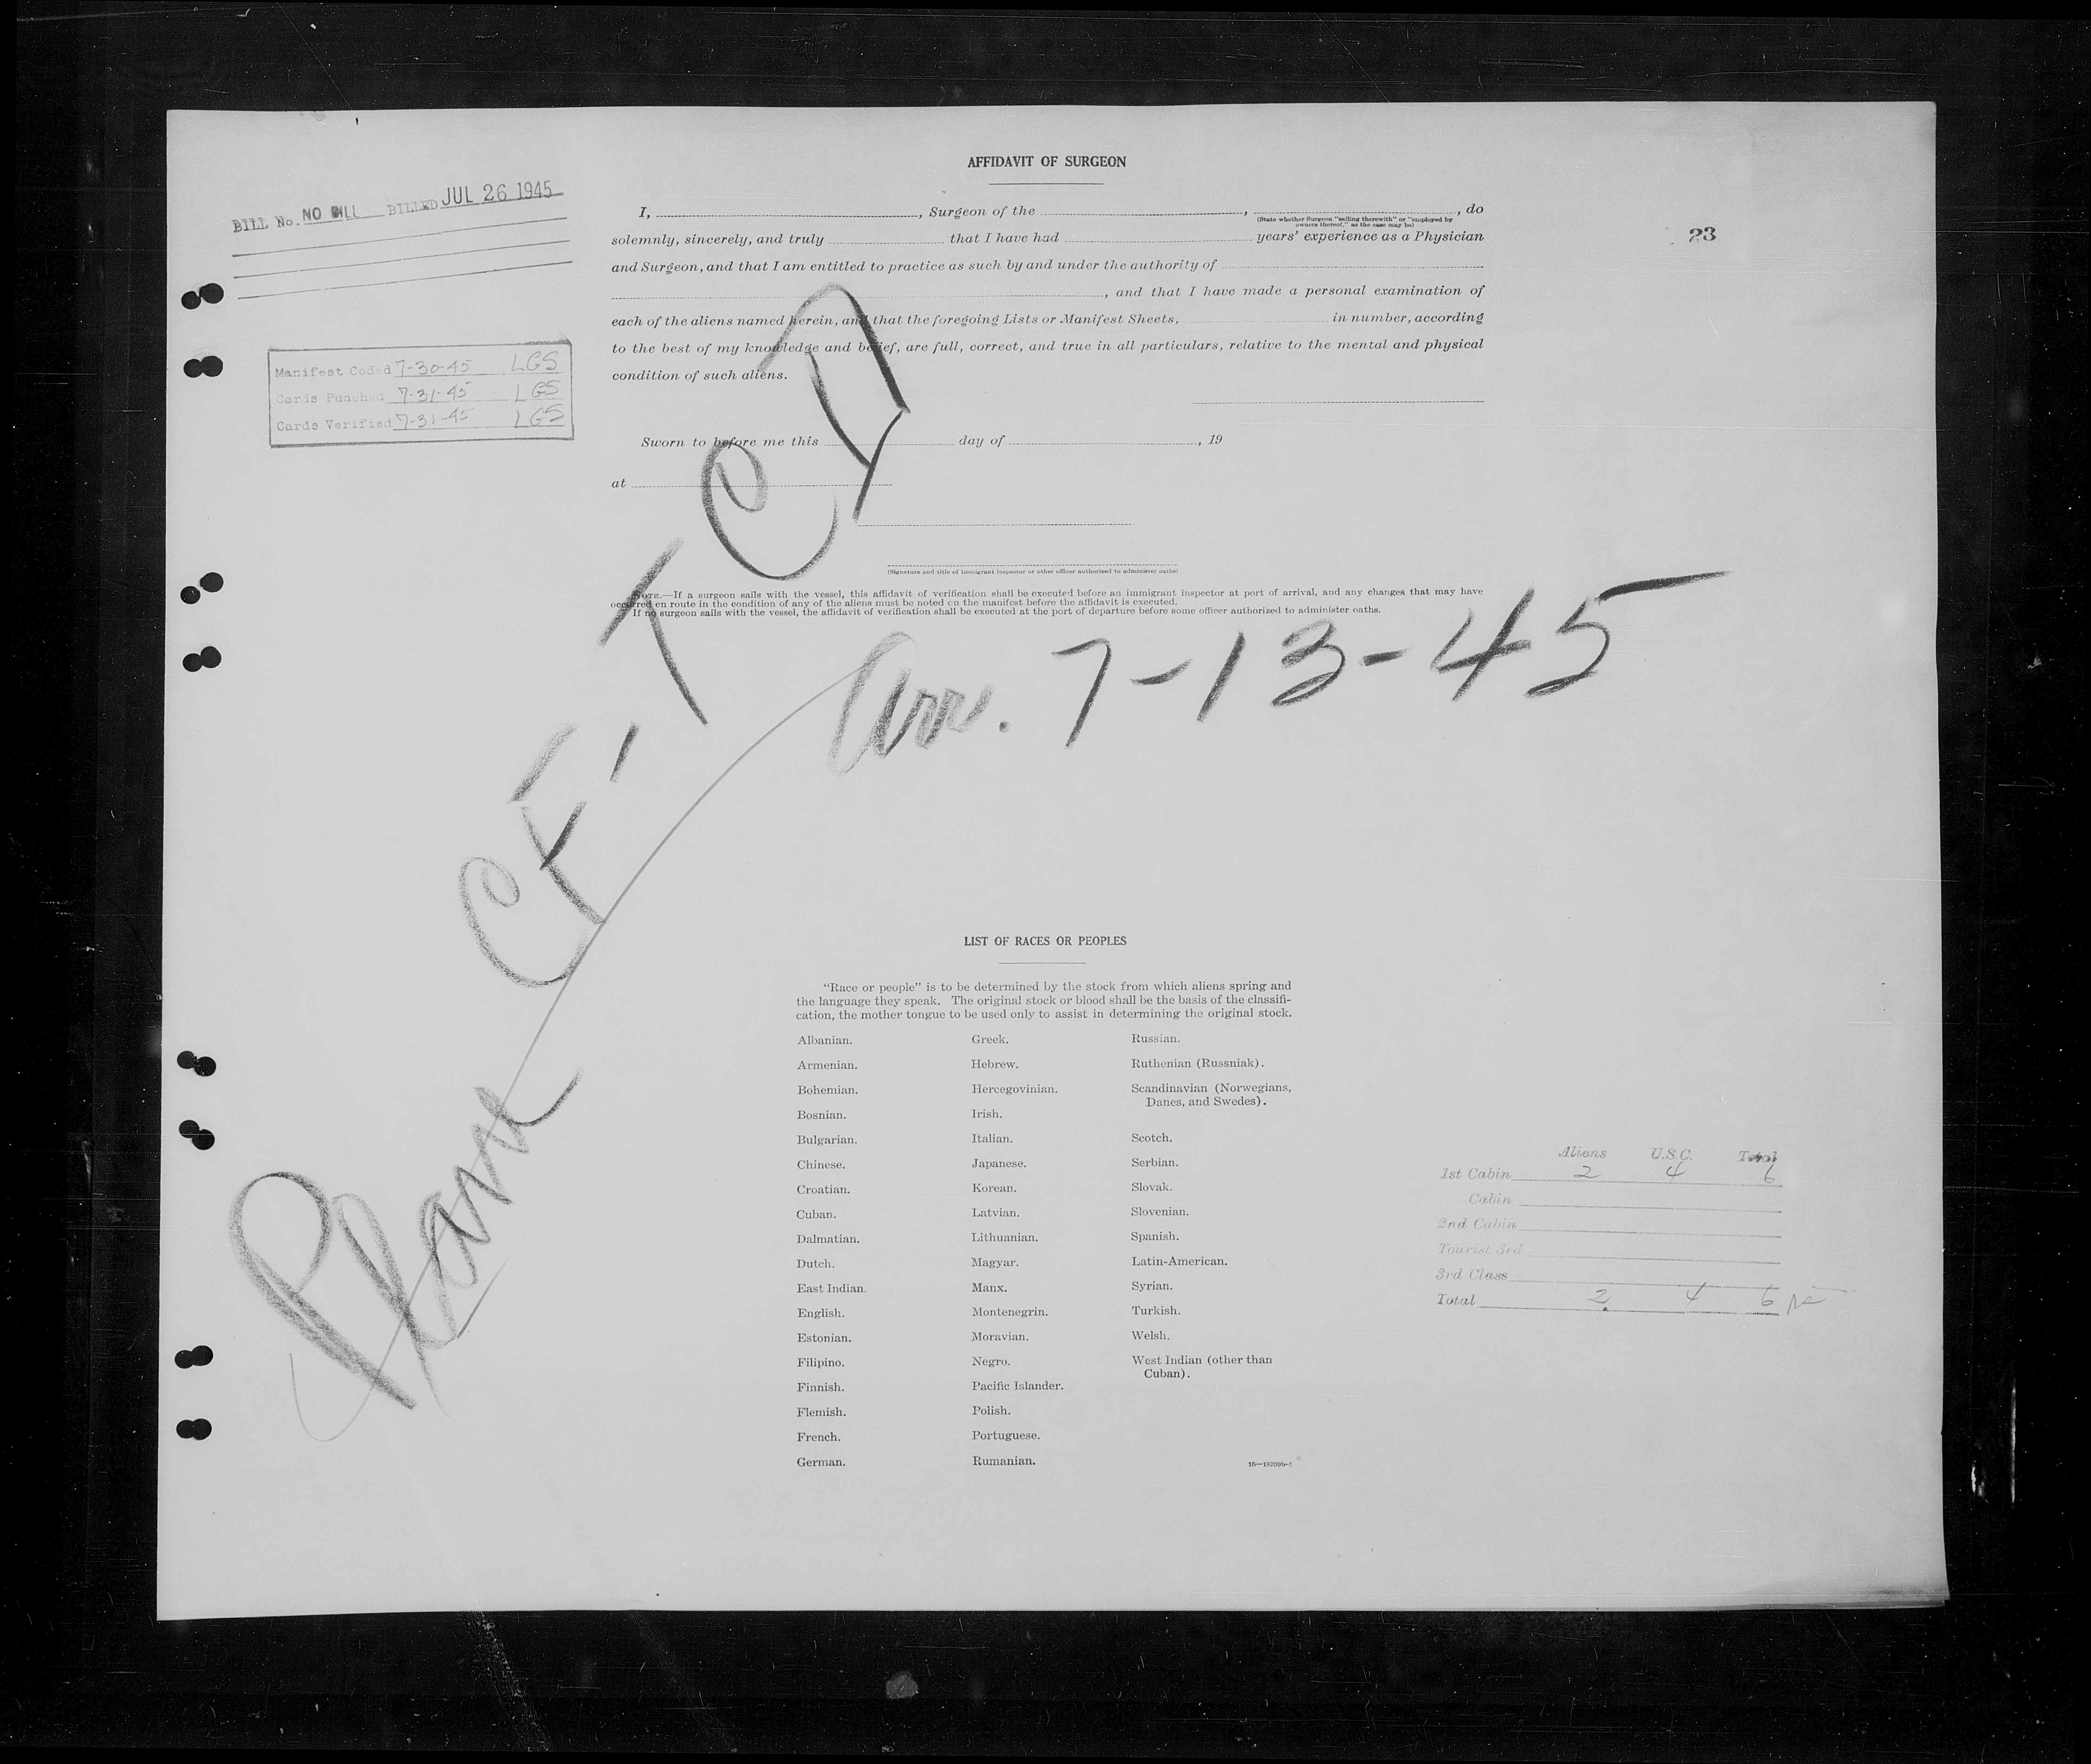 AFFIDAVIT OF SURGEON
BILL No. NO BILL BILLED JUL 26 1945
23
I, , Surgeon of the , , do
(State whether Surgeon "sailing therewith" or "employed by
owners thereof," as the case may be)
solemnly, sincerely, and truly that I have had years' experience as a Physician
and Surgeon, and that I am entitled to practice as such by and under the authority of
, and that I have made a personal examination of
each of the aliens named herein, and that the foregoing Lists or Manifest Sheets, in number, according
to the best of my knowledge and belief, are full, correct, and true in all particulars, relative to the mental and physical
condition of such aliens.
Manifest Coded 7-30-45 LGS
Cards Punched 7-31-45 LGS
Cards Verified 7-31-45 LGS
Sworn to before me this day of , 19
at
(Signature and title of immigrant inspector or other officer authorized to administer oaths)
NOTE.—If a surgeon sails with the vessel, this affidavit of verification shall be executed before an immigrant inspector at port of arrival, and any changes that may have
occurred en route in the condition of any of the aliens must be noted on the manifest before the affidavit is executed.
If no surgeon sails with the vessel, the affidavit of verification shall be executed at the port of departure before some officer authorized to administer oaths.
Plane CF-TCD
Arr. 7-13-45
LIST OF RACES OR PEOPLES
"Race or people" is to be determined by the stock from which aliens spring and
the language they speak. The original stock or blood shall be the basis of the classifi-
cation, the mother tongue to be used only to assist in determining the original stock.
Albanian.
Armenian.
Bohemian.
Bosnian.
Bulgarian.
Chinese.
Croatian.
Cuban.
Dalmatian.
Dutch.
East Indian.
English.
Estonian.
Filipino.
Finnish.
Flemish.
French.
German.
Greek.
Hebrew.
Hercegovinian.
Irish.
Italian.
Japanese.
Korean.
Latvian.
Lithuanian.
Magyar.
Manx.
Montenegrin.
Moravian.
Negro.
Pacific Islander.
Polish.
Portuguese.
Rumanian.
Russian.
Ruthenian (Russniak).
Scandinavian (Norwegians,
Danes, and Swedes).
Scotch.
Serbian.
Slovak.
Slovenian.
Spanish.
Latin-American.
Syrian.
Turkish.
Welsh.
West Indian (other than
Cuban).
Aliens U.S.C. Total
1st Cabin 2 4 6
Cabin
2nd Cabin
Tourist 3rd
3rd Class
Total 2 4 6